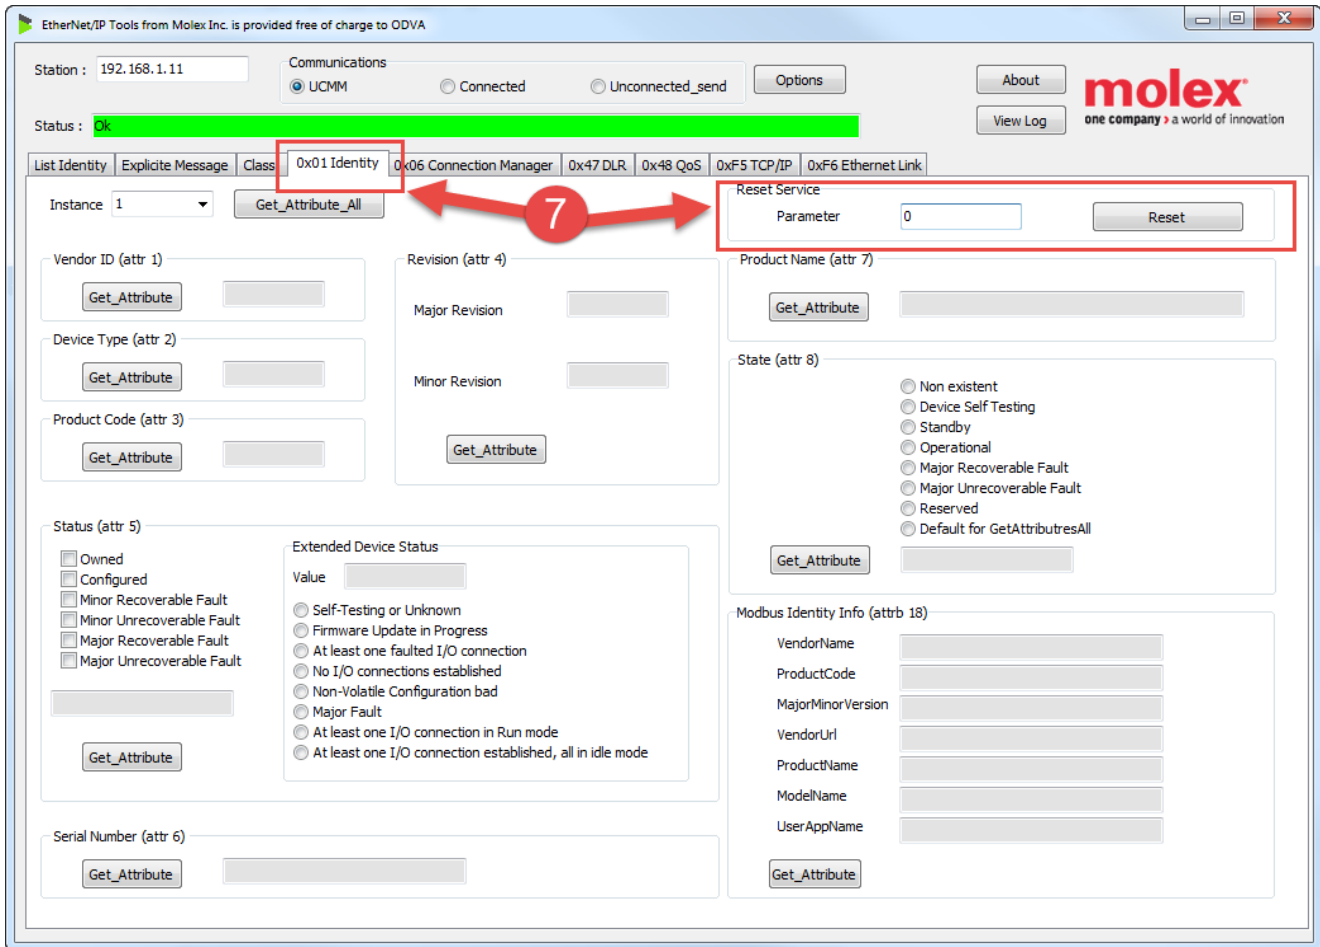 EtherNet/IP Tools from Molex Inc. is provided free of charge to ODVA
Station : 192.168.1.11
Communications
UCMM Connected Unconnected_send
Options
About
View Log
molex
one company > a world of innovation
Status : Ok
List Identity Explicite Message Class 0x01 Identity 0x06 Connection Manager 0x47 DLR 0x48 QoS 0xF5 TCP/IP 0xF6 Ethernet Link
7
Instance 1 Get_Attribute_All
Reset Service
Parameter 0 Reset
Vendor ID (attr 1)
Get_Attribute
Device Type (attr 2)
Get_Attribute
Product Code (attr 3)
Get_Attribute
Revision (attr 4)
Major Revision
Minor Revision
Get_Attribute
Product Name (attr 7)
Get_Attribute
State (attr 8)
Non existent
Device Self Testing
Standby
Operational
Major Recoverable Fault
Major Unrecoverable Fault
Reserved
Default for GetAttributresAll
Get_Attribute
Status (attr 5)
Owned
Configured
Minor Recoverable Fault
Minor Unrecoverable Fault
Major Recoverable Fault
Major Unrecoverable Fault
Get_Attribute
Extended Device Status
Value
Self-Testing or Unknown
Firmware Update in Progress
At least one faulted I/O connection
No I/O connections established
Non-Volatile Configuration bad
Major Fault
At least one I/O connection in Run mode
At least one I/O connection established, all in idle mode
Modbus Identity Info (attrb 18)
VendorName
ProductCode
MajorMinorVersion
VendorUrl
ProductName
ModelName
UserAppName
Get_Attribute
Serial Number (attr 6)
Get_Attribute